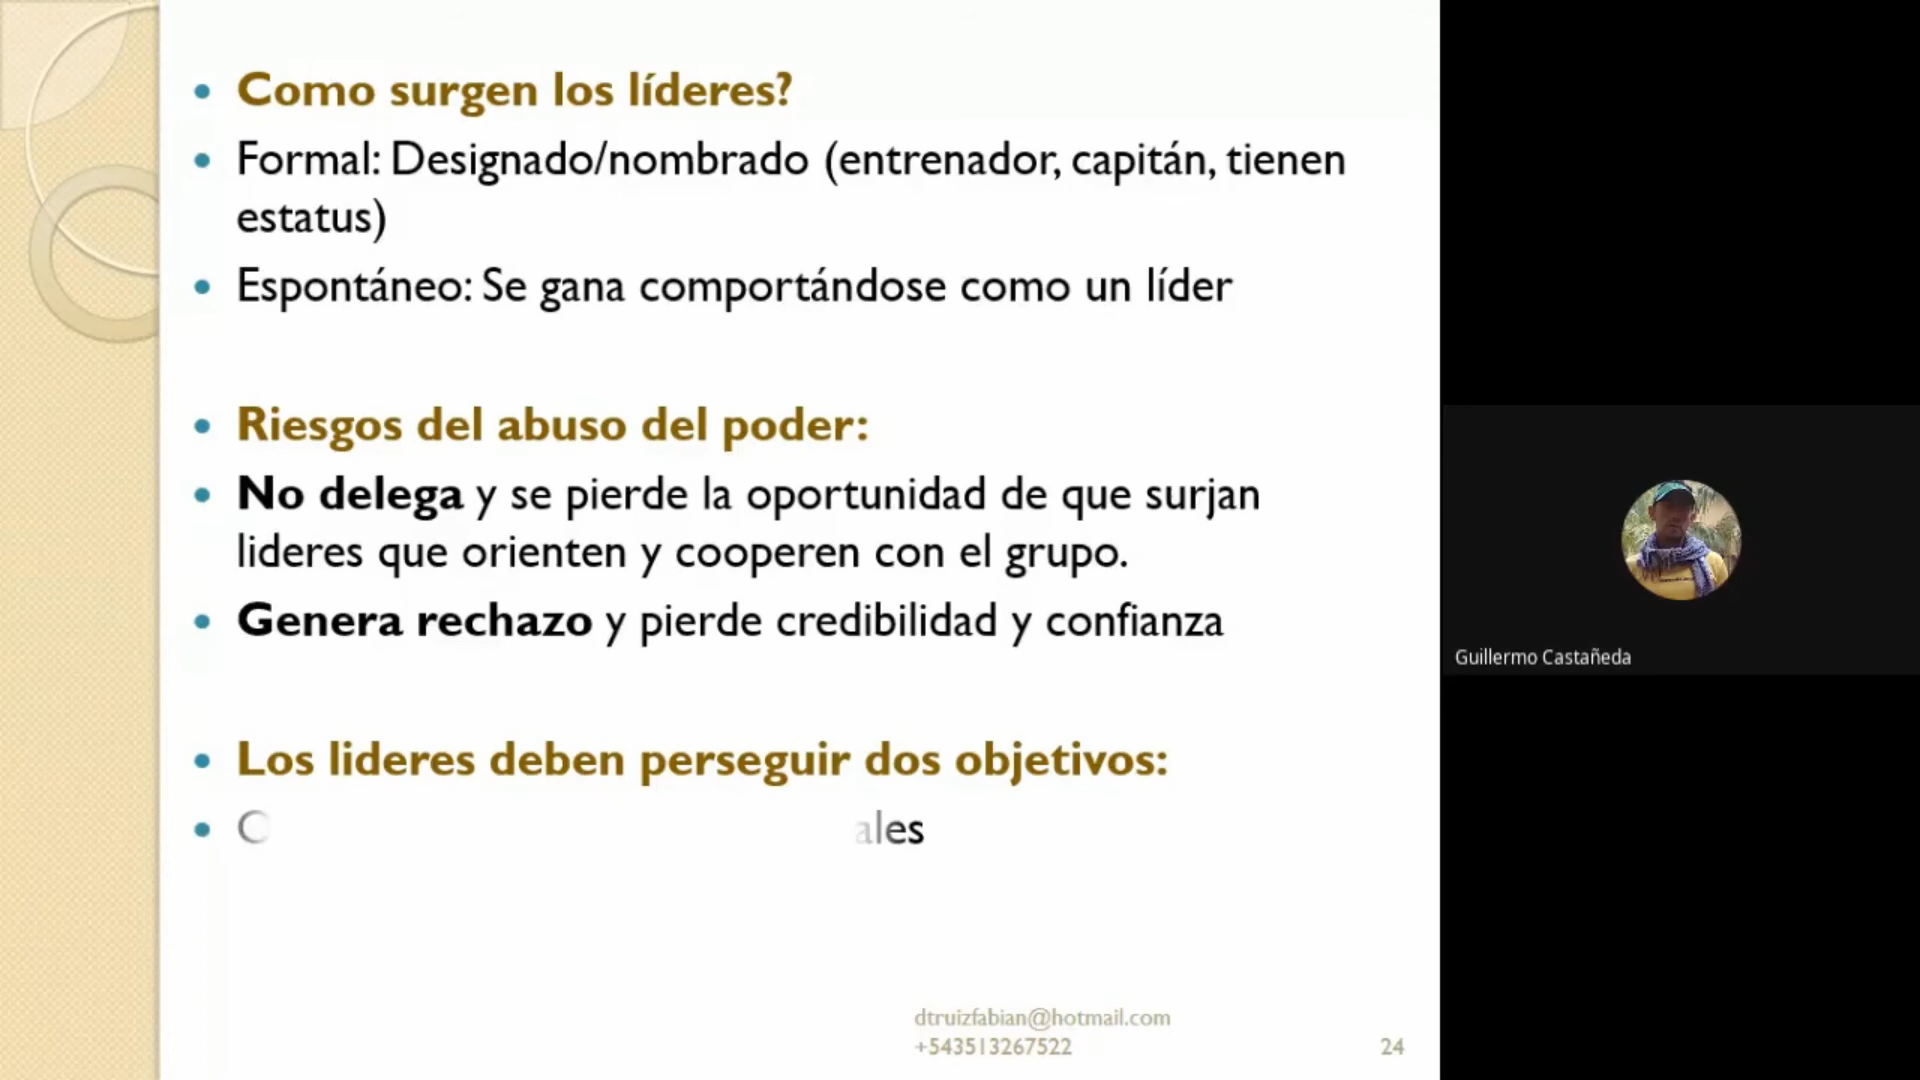 Como surgen los líderes?
Formal: Designado/nombrado (entrenador, capitán, tienen
estatus)
Espontáneo: Se gana comportándose como un líder
Riesgos del abuso del poder:
No delega y se pierde la oportunidad de que surjan
lideres que orienten y cooperen con el grupo.
Genera rechazo y pierde credibilidad y confianza
Los lideres deben perseguir dos objetivos:
dtruizfabian@hotmail.com
+543513267522
24
Guillermo Castañeda